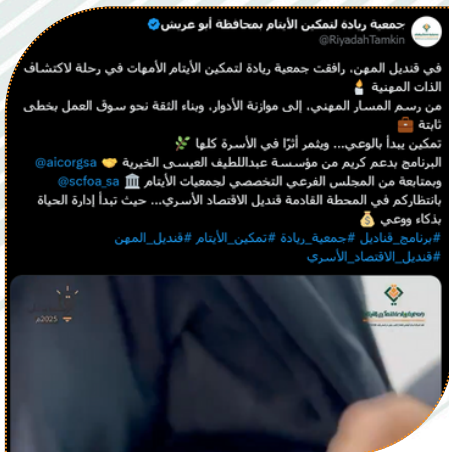 جمعية ريادة لتمكين الأيتام بمحافظة أبو عريش
@RiyadahTamkin
في قنديل المهن، رافقت جمعية ريادة لتمكين الأيتام الأمهات في رحلة لاكتشاف
الذات المهنية 🕯️
من رسم المسار المهني، إلى موازنة الأدوار، وبناء الثقة نحو سوق العمل بخطى
ثابتة 💼
تمكين يبدأ بالوعي... ويثمر أثرًا في الأسرة كلها 🌿
البرنامج بدعم كريم من مؤسسة عبداللطيف العيسى الخيرية 🤝 @aicorgsa
وبمتابعة من المجلس الفرعي التخصصي لجمعيات الأيتام 🏛️ @scfoa_sa
بانتظاركم في المحطة القادمة قنديل الاقتصاد الأسري... حيث تبدأ إدارة الحياة
بذكاء ووعي 💰
#برنامج_قناديل #جمعية_ريادة #تمكين_الأيتام #قنديل_المهن
#قنديل_الاقتصاد_الأسري
2025م